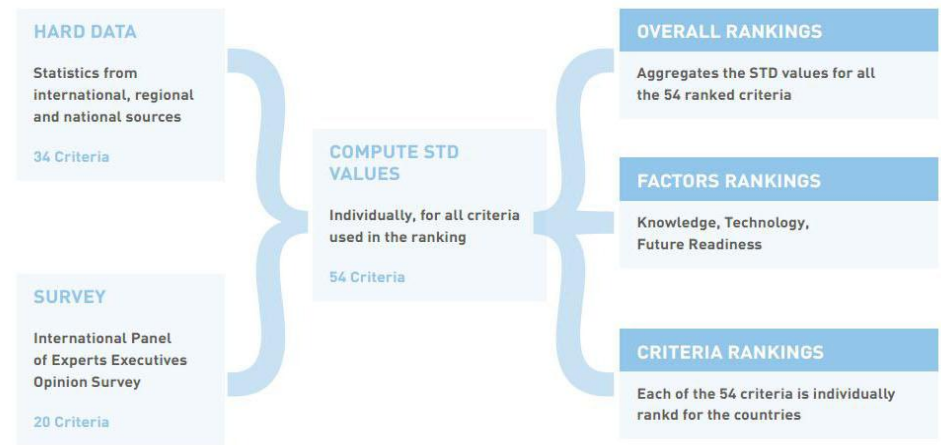 HARD DATA
Statistics from
international, regional
and national sources
34 Criteria
SURVEY
International Panel
of Experts Executives
Opinion Survey
20 Criteria
COMPUTE STD
VALUES
Individually, for all criteria
used in the ranking
54 Criteria
OVERALL RANKINGS
Aggregates the STD values for all
the 54 ranked criteria
FACTORS RANKINGS
Knowledge, Technology,
Future Readiness
CRITERIA RANKINGS
Each of the 54 criteria is individually
rankd for the countries